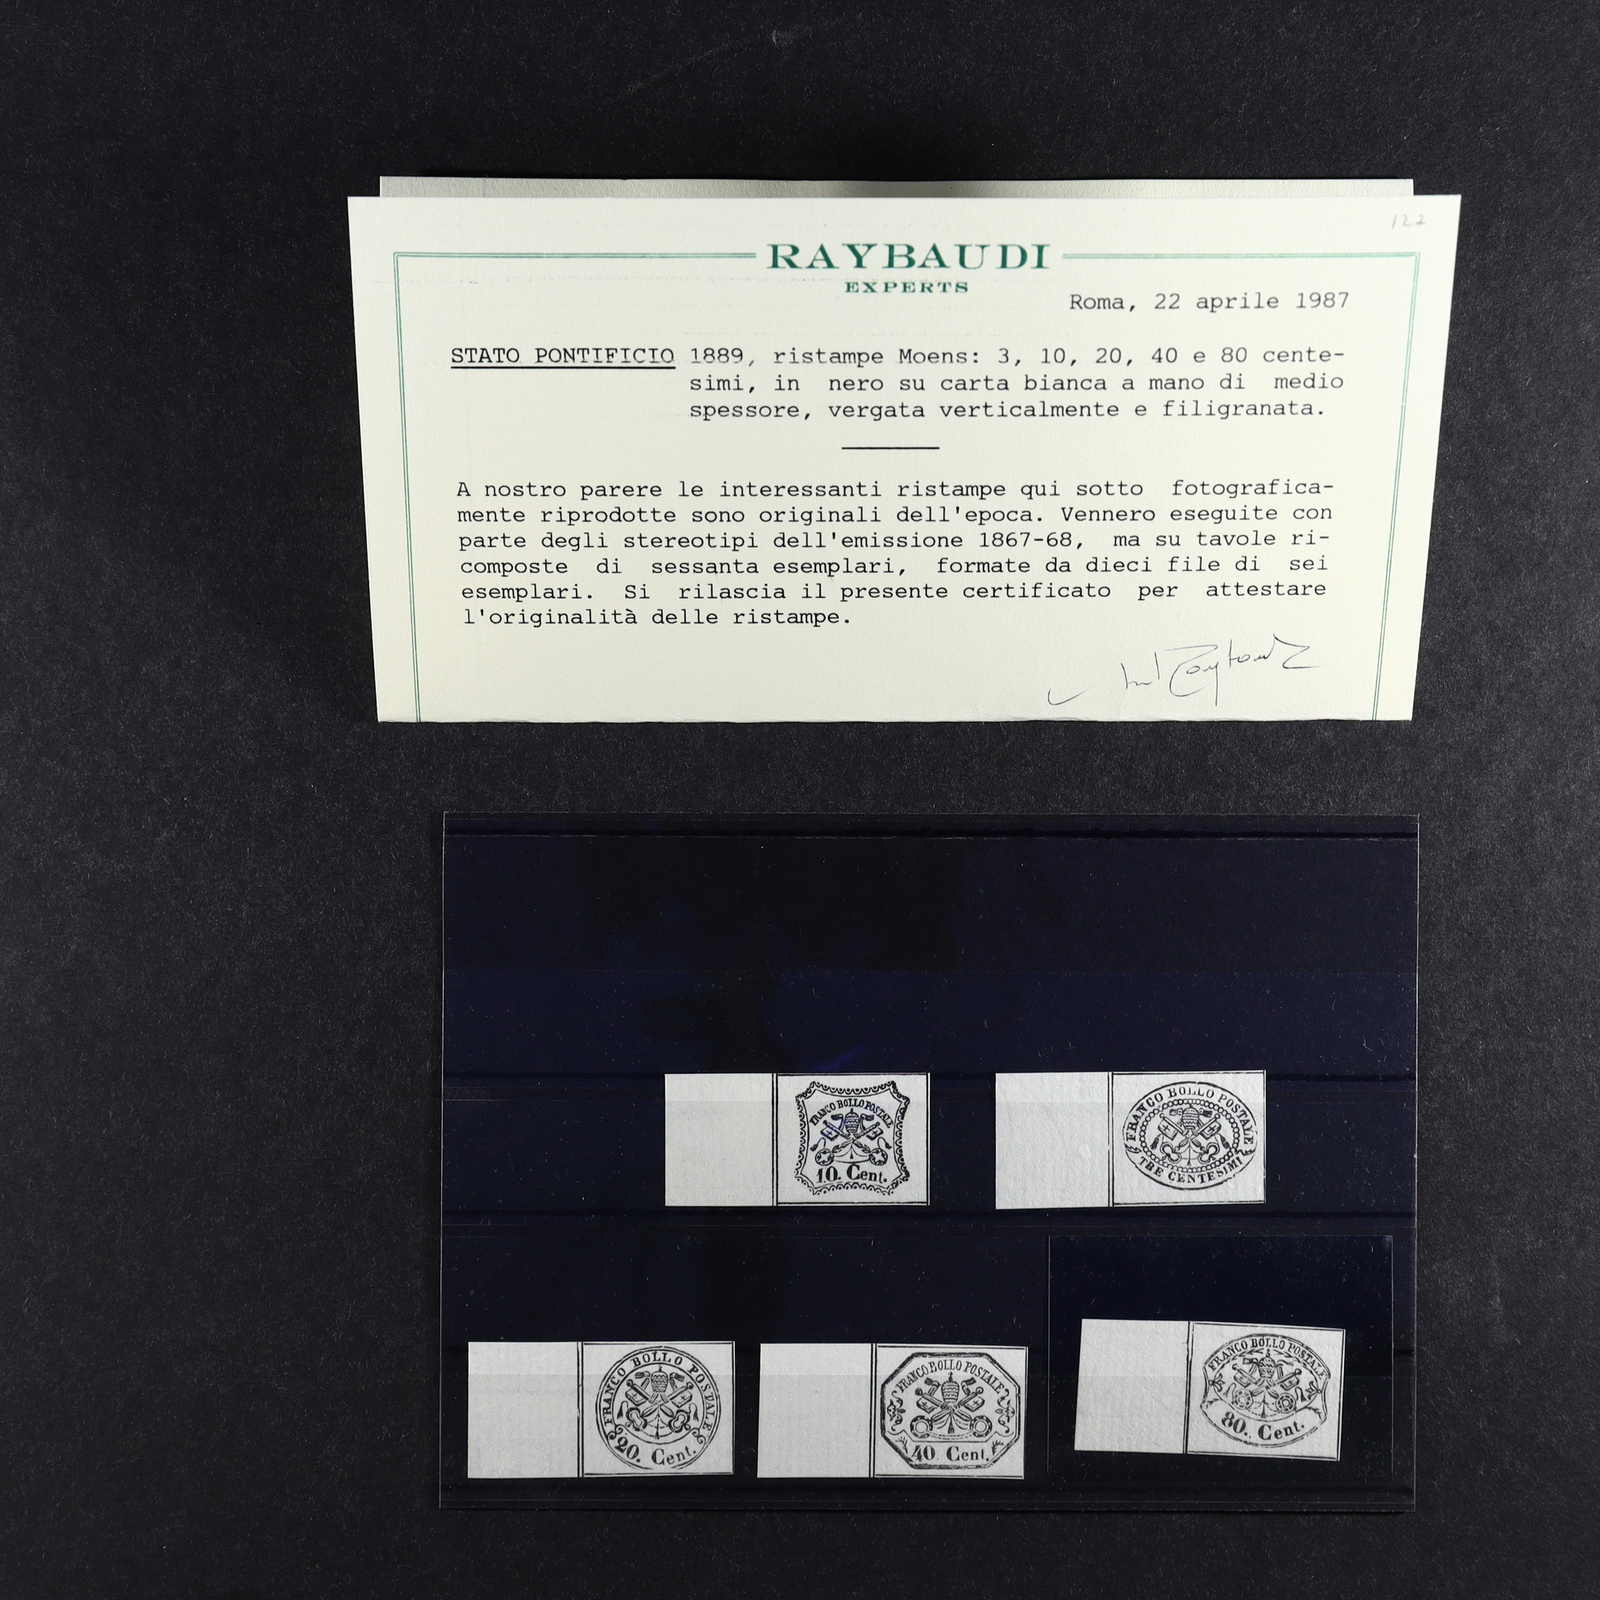 122
RAYBAUDI
EXPERTS
Roma, 22 aprile 1987
STATO PONTIFICIO 1889, ristampe Moens: 3, 10, 20, 40 e 80 cente-
simi, in nero su carta bianca a mano di medio
spessore, vergata verticalmente e filigranata.
A nostro parere le interessanti ristampe qui sotto fotografica-
mente riprodotte sono originali dell'epoca. Vennero eseguite con
parte degli stereotipi dell'emissione 1867-68, ma su tavole ri-
composte di sessanta esemplari, formate da dieci file di sei
esemplari. Si rilascia il presente certificato per attestare
l'originalità delle ristampe.
FRANCO BOLLO POSTALE
10. Cent.
FRANCO BOLLO POSTALE
TRE CENTESIMI
FRANCO BOLLO POSTALE
20. Cent.
FRANCO BOLLO POSTALE
40 Cent.
FRANCO BOLLO POSTALE
80. Cent.